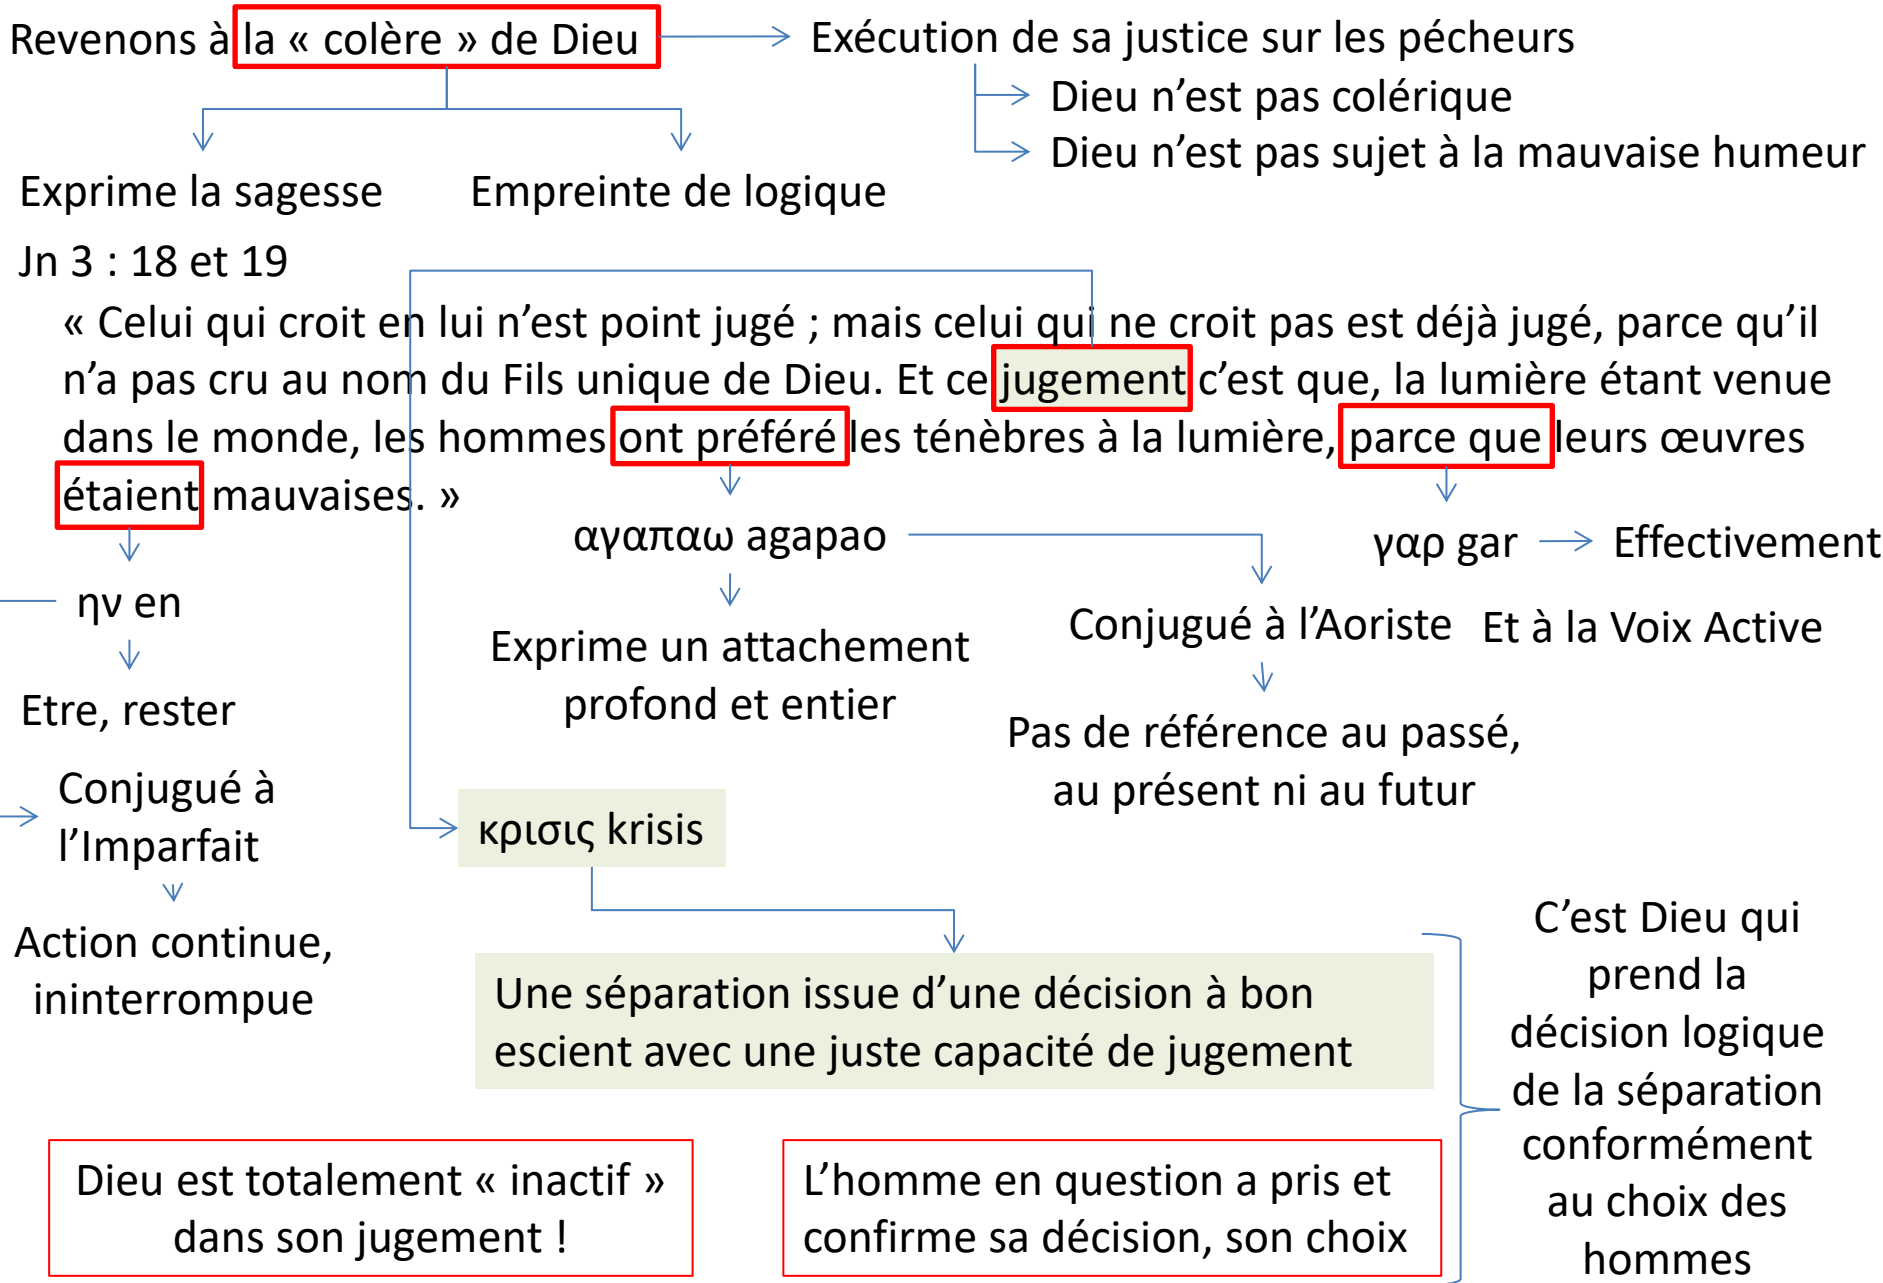 Revenons à la « colère » de Dieu
Exécution de sa justice sur les pécheurs
Dieu n'est pas colérique
Dieu n'est pas sujet à la mauvaise humeur
Exprime la sagesse
Empreinte de logique
Jn 3 : 18 et 19
« Celui qui croit en lui n’est point jugé ; mais celui qui ne croit pas est déjà jugé, parce qu’il
n’a pas cru au nom du Fils unique de Dieu. Et ce jugement c’est que, la lumière étant venue
dans le monde, les hommes ont préféré les ténèbres à la lumière, parce que leurs œuvres
étaient mauvaises. »
αγαπαω agapao
γαρ gar
Effectivement
ην en
Exprime un attachement
profond et entier
Conjugué à l’Aoriste
Et à la Voix Active
Etre, rester
Pas de référence au passé,
au présent ni au futur
Conjugué à
l’Imparfait
κρισις krisis
Action continue,
ininterrompue
Une séparation issue d’une décision à bon
escient avec une juste capacité de jugement
C’est Dieu qui
prend la
décision logique
de la séparation
conformément
au choix des
hommes
Dieu est totalement « inactif »
dans son jugement !
L’homme en question a pris et
confirme sa décision, son choix